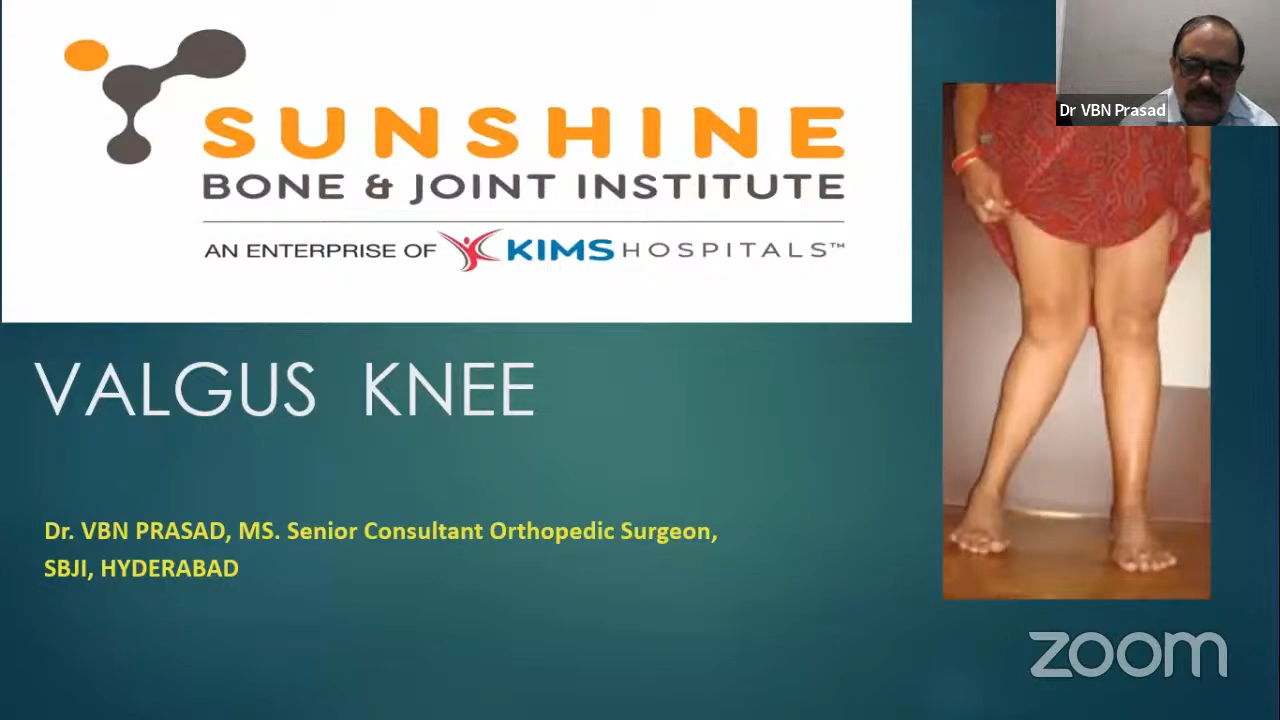 SUNSHINE
BONE & JOINT INSTITUTE
AN ENTERPRISE OF KIMS HOSPITALS™
Dr VBN Prasad
VALGUS KNEE
Dr. VBN PRASAD, MS. Senior Consultant Orthopedic Surgeon,
SBJI, HYDERABAD
zoom